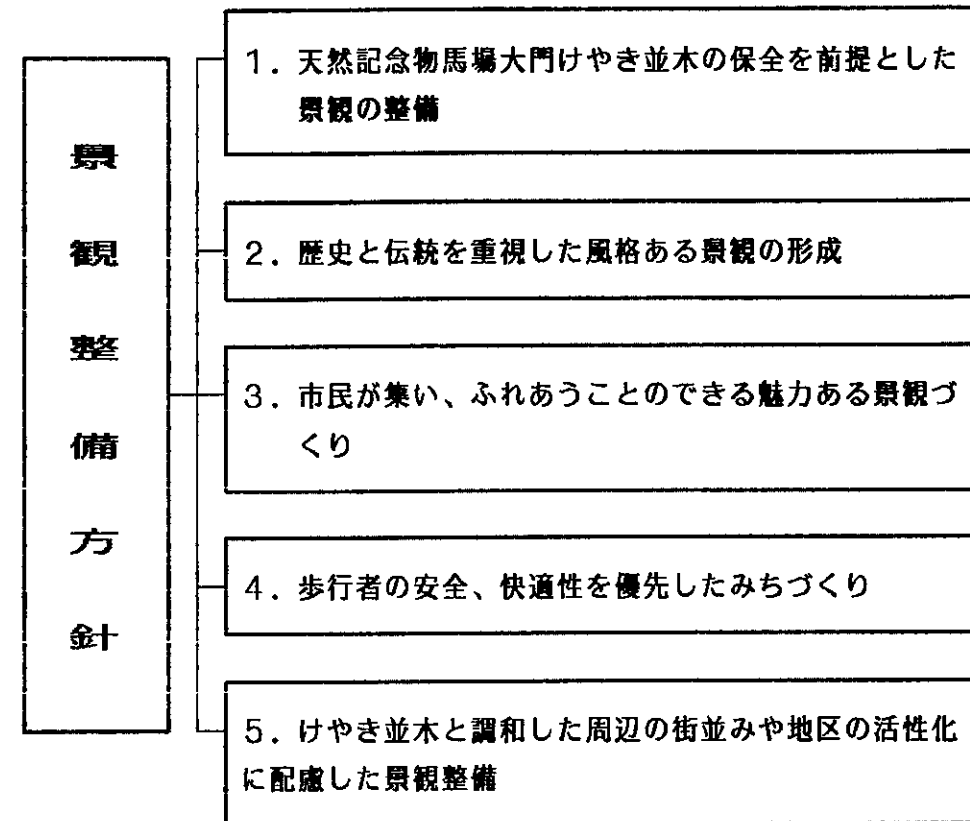 景観整備方針
1. 天然記念物馬場大門けやき並木の保全を前提とした
景観の整備
2. 歴史と伝統を重視した風格ある景観の形成
3. 市民が集い、ふれあうことのできる魅力ある景観づ
くり
4. 歩行者の安全、快適性を優先したみちづくり
5. けやき並木と調和した周辺の街並みや地区の活性化
に配慮した景観整備